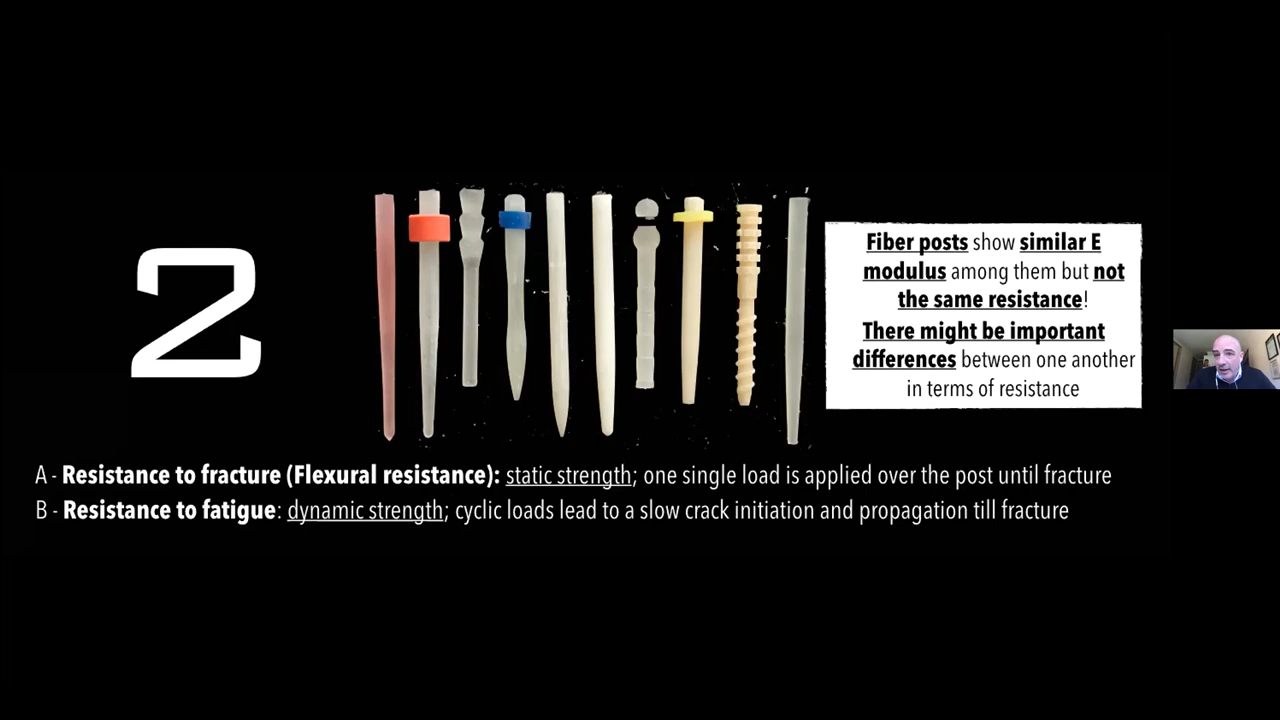 2
Fiber posts show similar E
modulus among them but not
the same resistance!
There might be important
differences between one another
in terms of resistance
A - Resistance to fracture (Flexural resistance): static strength; one single load is applied over the post until fracture
B - Resistance to fatigue: dynamic strength; cyclic loads lead to a slow crack initiation and propagation till fracture